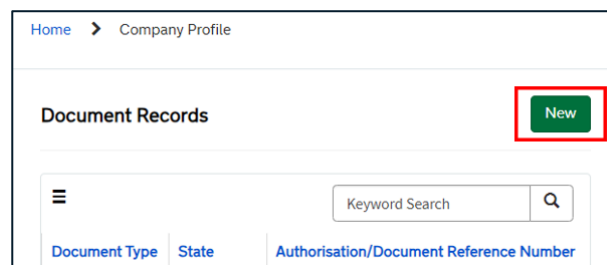 Home > Company Profile
Document Records
New
Keyword Search
Document Type State Authorisation/Document Reference Number